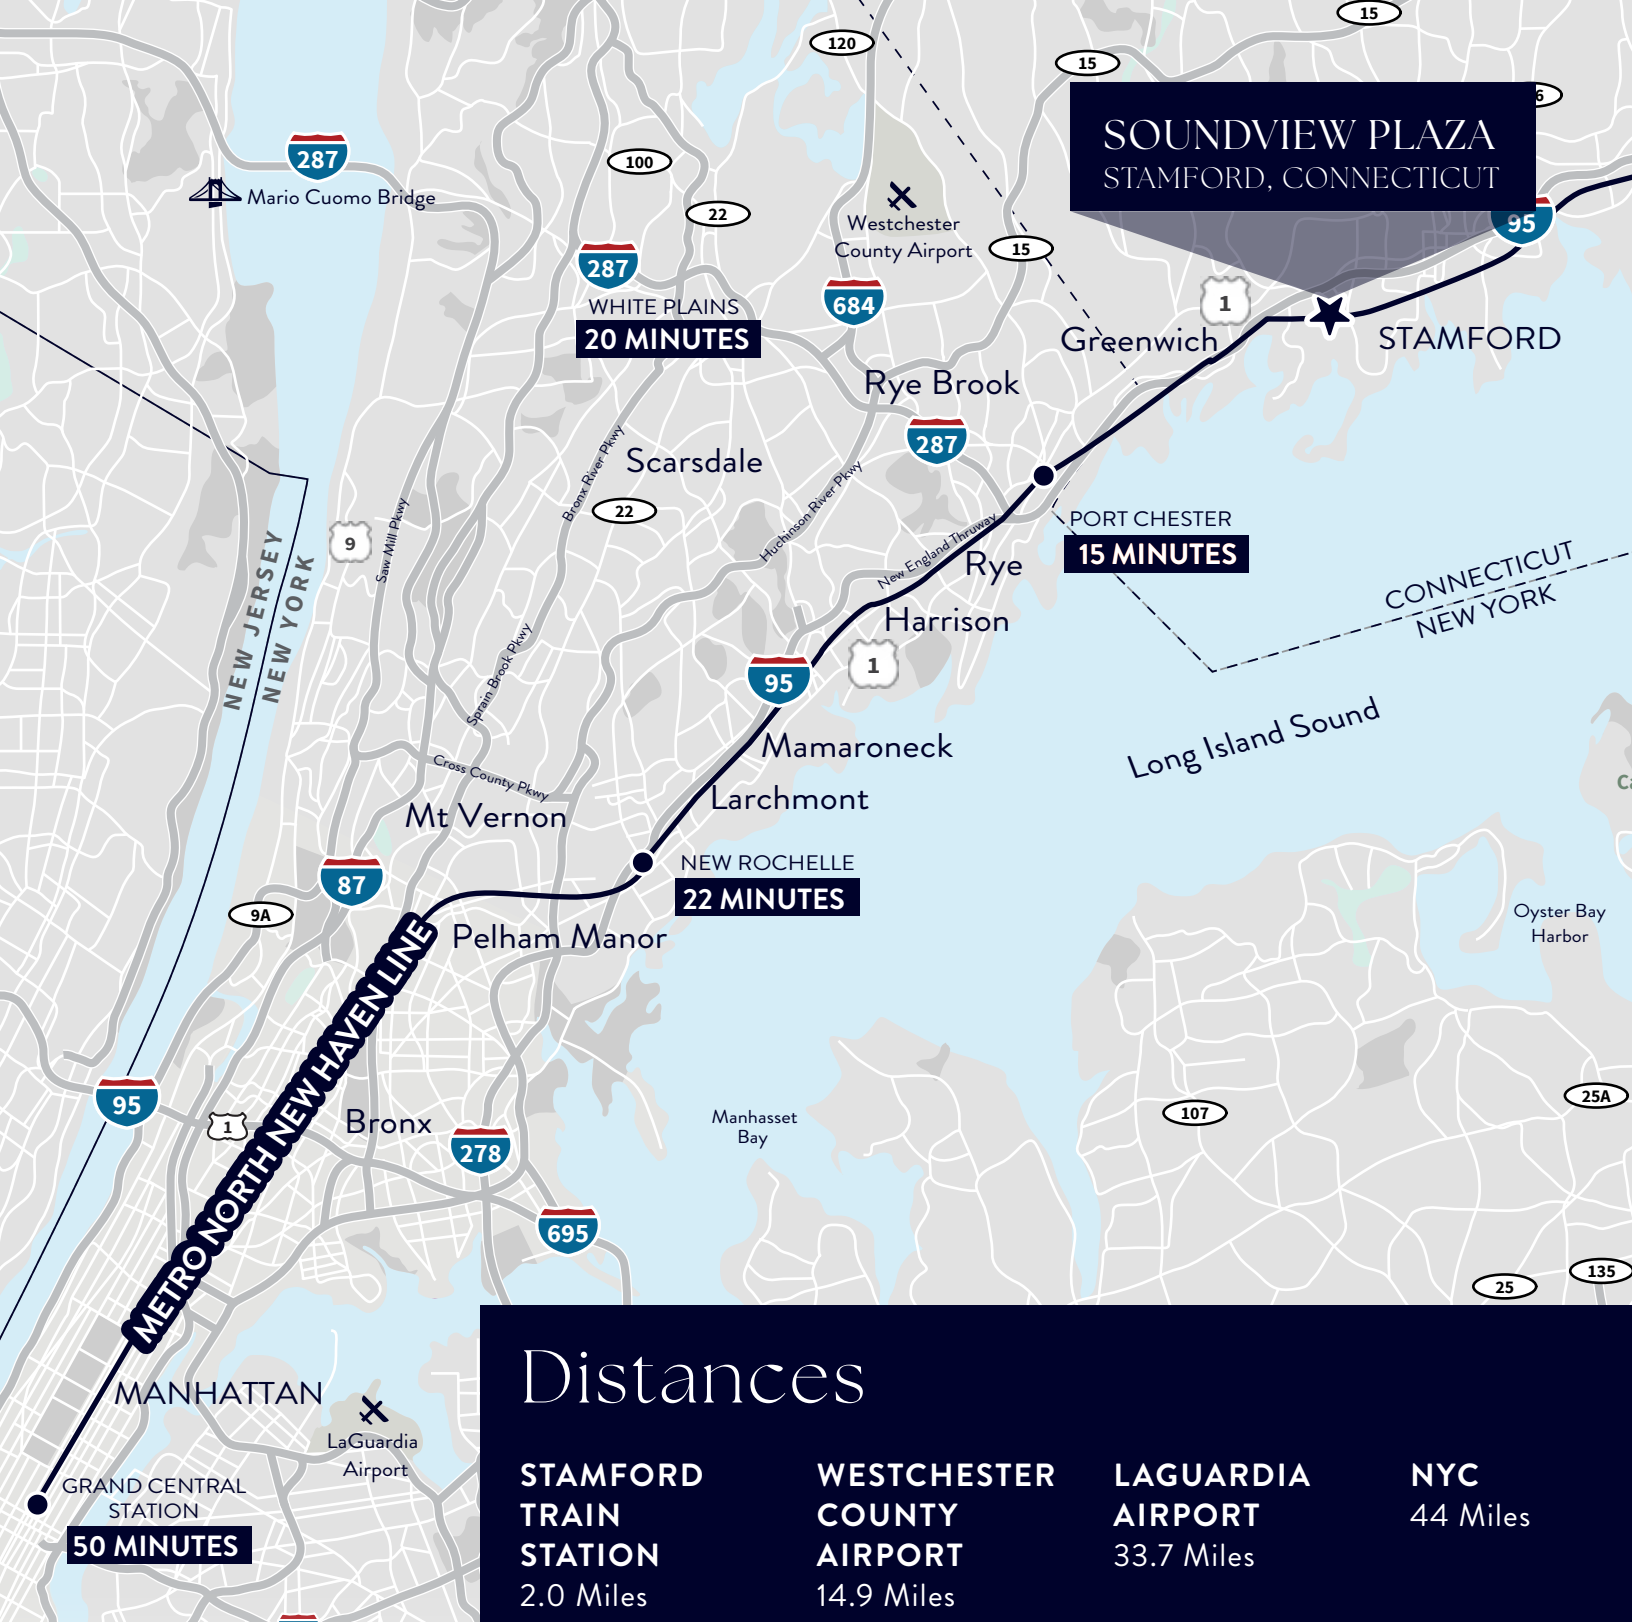 15
120
15
6
SOUNDVIEW PLAZA
STAMFORD, CONNECTICUT
287
Mario Cuomo Bridge
100
22
Westchester
County Airport
15
95
287
WHITE PLAINS
20 MINUTES
684
1
Greenwich
STAMFORD
Rye Brook
287
Scarsdale
Bronx River Pkwy
22
Huchinson River Pkwy
Saw Mill Pkwy
9
NEW JERSEY
NEW YORK
New England Thruway
PORT CHESTER
15 MINUTES
Rye
CONNECTICUT
NEW YORK
Harrison
1
95
Sprain Brook Pkwy
Long Island Sound
Mamaroneck
Cross County Pkwy
Larchmont
Mt Vernon
Ca
NEW ROCHELLE
22 MINUTES
87
9A
Pelham Manor
Oyster Bay
Harbor
METRO NORTH NEW HAVEN LINE
95
1
Bronx
278
Manhasset
Bay
107
25A
695
25
135
MANHATTAN
LaGuardia
Airport
GRAND CENTRAL
STATION
50 MINUTES
Distances
STAMFORD
TRAIN
STATION
2.0 Miles
WESTCHESTER
COUNTY
AIRPORT
14.9 Miles
LAGUARDIA
AIRPORT
33.7 Miles
NYC
44 Miles